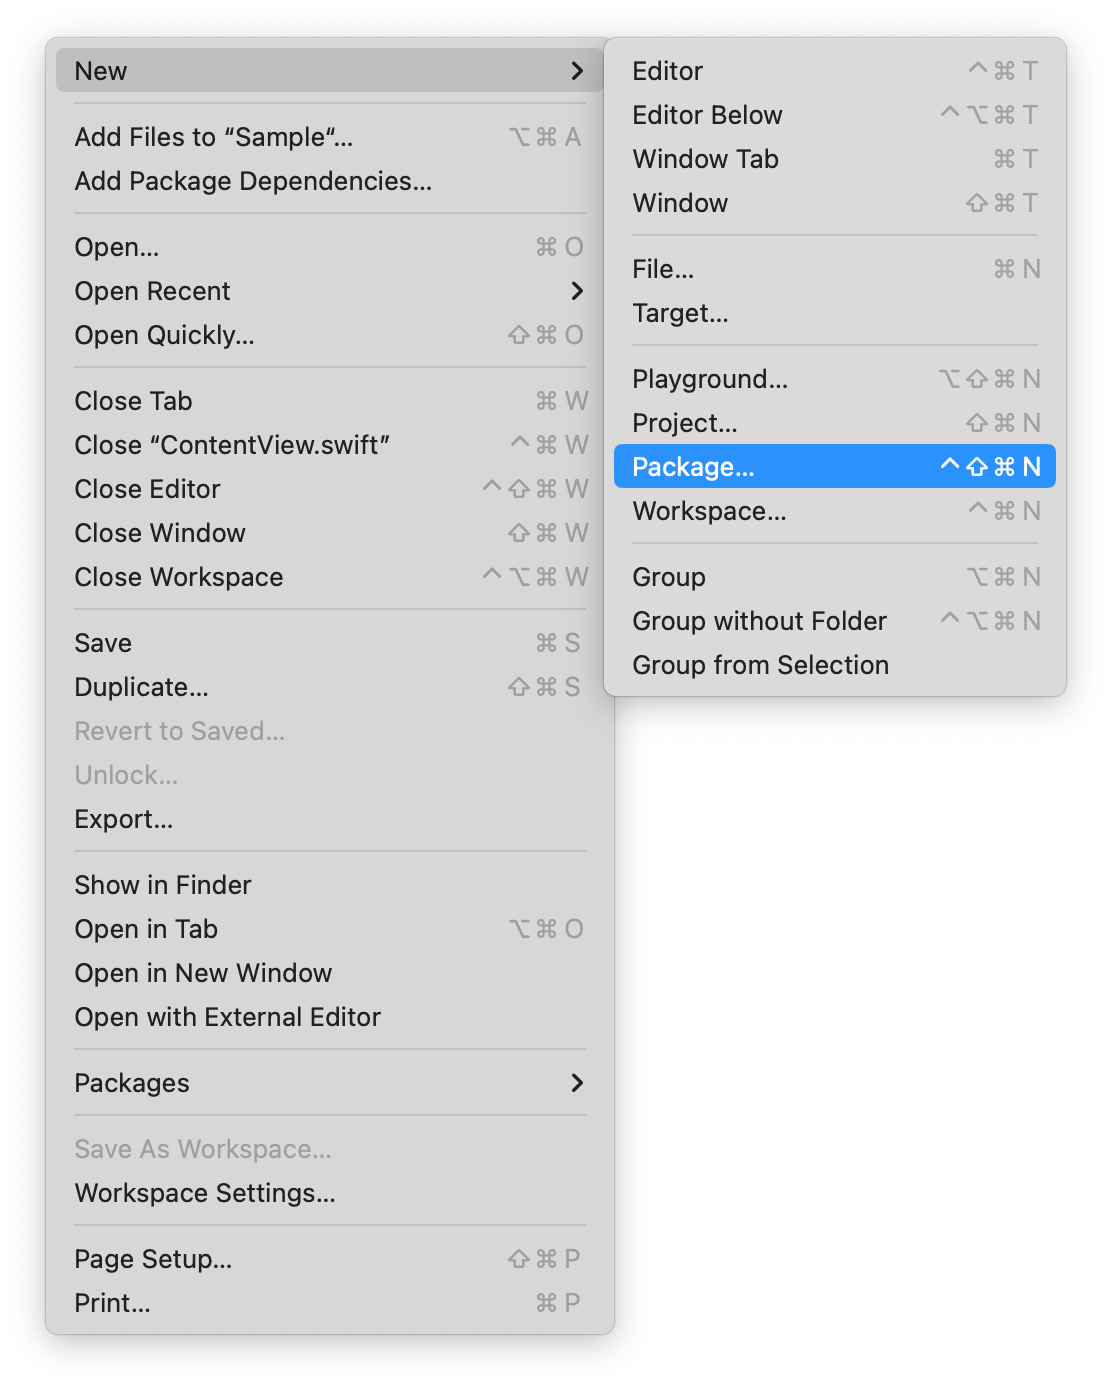 New
Add Files to “Sample“... ⌥⌘A
Add Package Dependencies...
Open... ⌘O
Open Recent
Open Quickly... ⇧⌘O
Close Tab ⌘W
Close “ContentView.swift” ^⌘W
Close Editor ^⇧⌘W
Close Window ⇧⌘W
Close Workspace ^⌥⌘W
Save ⌘S
Duplicate... ⇧⌘S
Revert to Saved...
Unlock...
Export...
Show in Finder
Open in Tab ⌥⌘O
Open in New Window
Open with External Editor
Packages
Save As Workspace...
Workspace Settings...
Page Setup... ⇧⌘P
Print... ⌘P
Editor ^⌘T
Editor Below ^⌥⌘T
Window Tab ⌘T
Window ⇧⌘T
File... ⌘N
Target...
Playground... ⌥⇧⌘N
Project... ⇧⌘N
Package... ^⇧⌘N
Workspace... ^⌘N
Group ⌥⌘N
Group without Folder ^⌥⌘N
Group from Selection